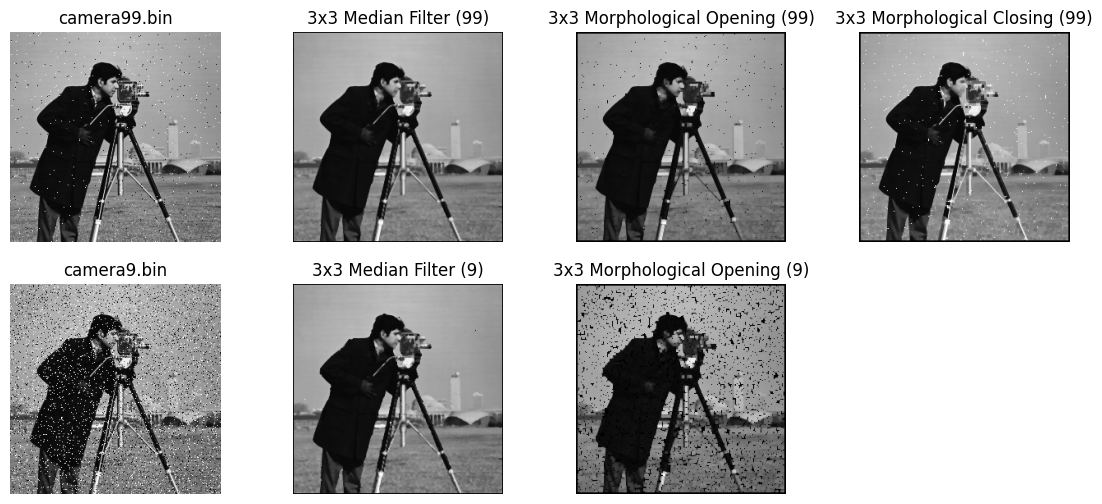 camera99.bin
3x3 Median Filter (99)
3x3 Morphological Opening (99)
3x3 Morphological Closing (99)
camera9.bin
3x3 Median Filter (9)
3x3 Morphological Opening (9)